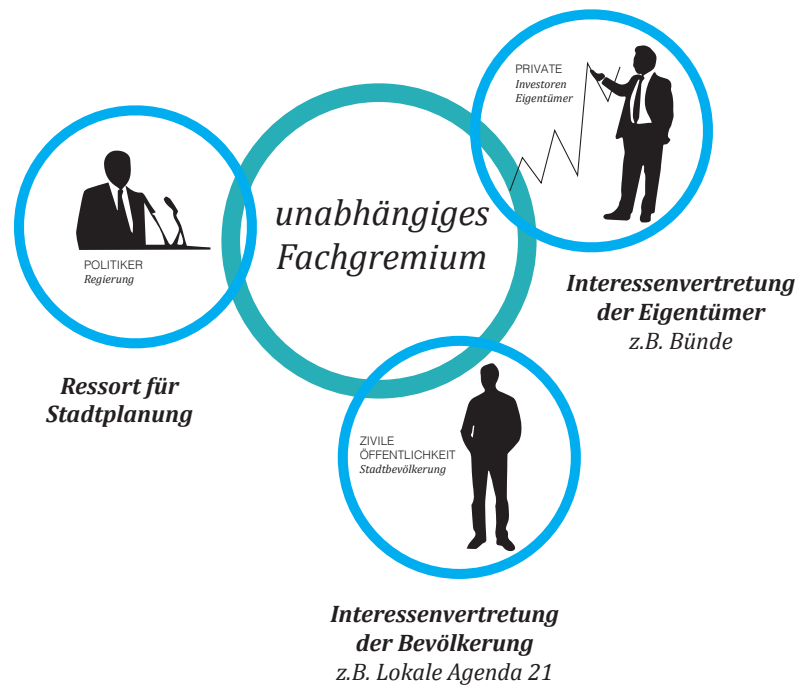 PRIVATE
Investoren
Eigentümer
unabhängiges
Fachgremium
POLITIKER
Regierung
Interessenvertretung
der Eigentümer
z.B. Bünde
Ressort für
Stadtplanung
ZIVILE
ÖFFENTLICHKEIT
Stadtbevölkerung
Interessenvertretung
der Bevölkerung
z.B. Lokale Agenda 21